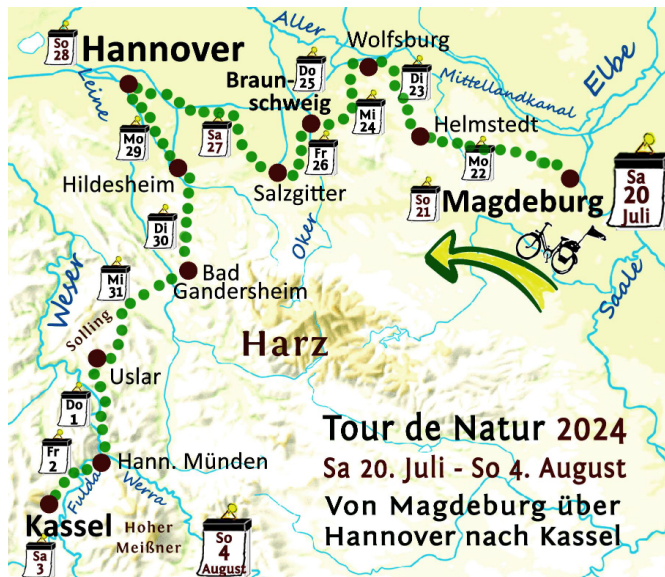 So
28
Hannover
Leine
Aller
Do
25
Wolfsburg
Braun-
schweig
Di
23
Mittellandkanal
Elbe
Mo
29
Sa
27
Mi
24
Fr
26
Helmstedt
Mo
22
Hildesheim
Salzgitter
So
21
Magdeburg
Sa
20
Juli
Di
30
Oker
Weser
Mi
31
Bad
Gandersheim
Saale
Solling
Harz
Uslar
Do
1
Fr
2
Hann. Münden
Fulda
Werra
Kassel
Hoher
Meißner
Sa
3
So
4
August
Tour de Natur 2024
Sa 20. Juli - So 4. August
Von Magdeburg über
Hannover nach Kassel